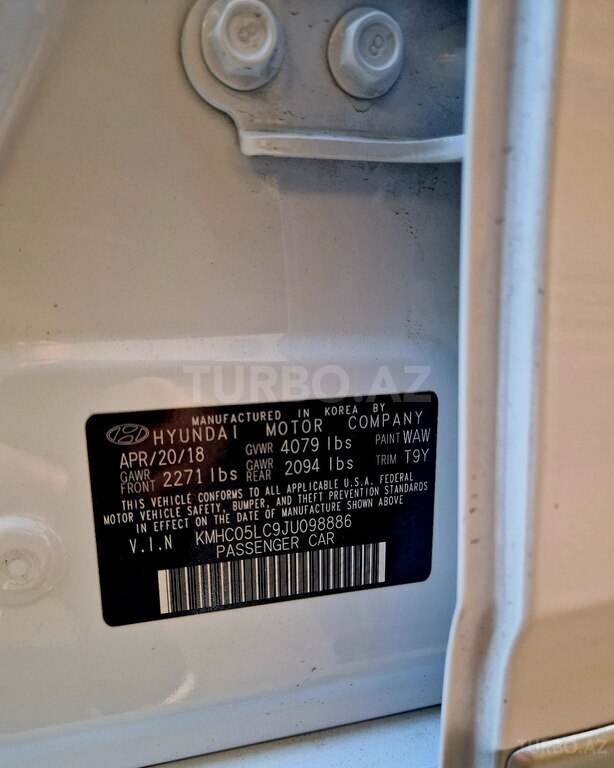 8
8
TURBO.AZ
MANUFACTURED IN KOREA BY
HYUNDAI MOTOR COMPANY
APR/20/18 GVWR 4079 lbs PAINT WAW
GAWR FRONT 2271 lbs GAWR REAR 2094 lbs TRIM T9Y
THIS VEHICLE CONFORMS TO ALL APPLICABLE U.S.A. FEDERAL
MOTOR VEHICLE SAFETY, BUMPER, AND THEFT PREVENTION STANDARDS
IN EFFECT ON THE DATE OF MANUFACTURE SHOWN ABOVE
V.I.N KMHC05LC9JU098886
PASSENGER CAR
TURBO.AZ